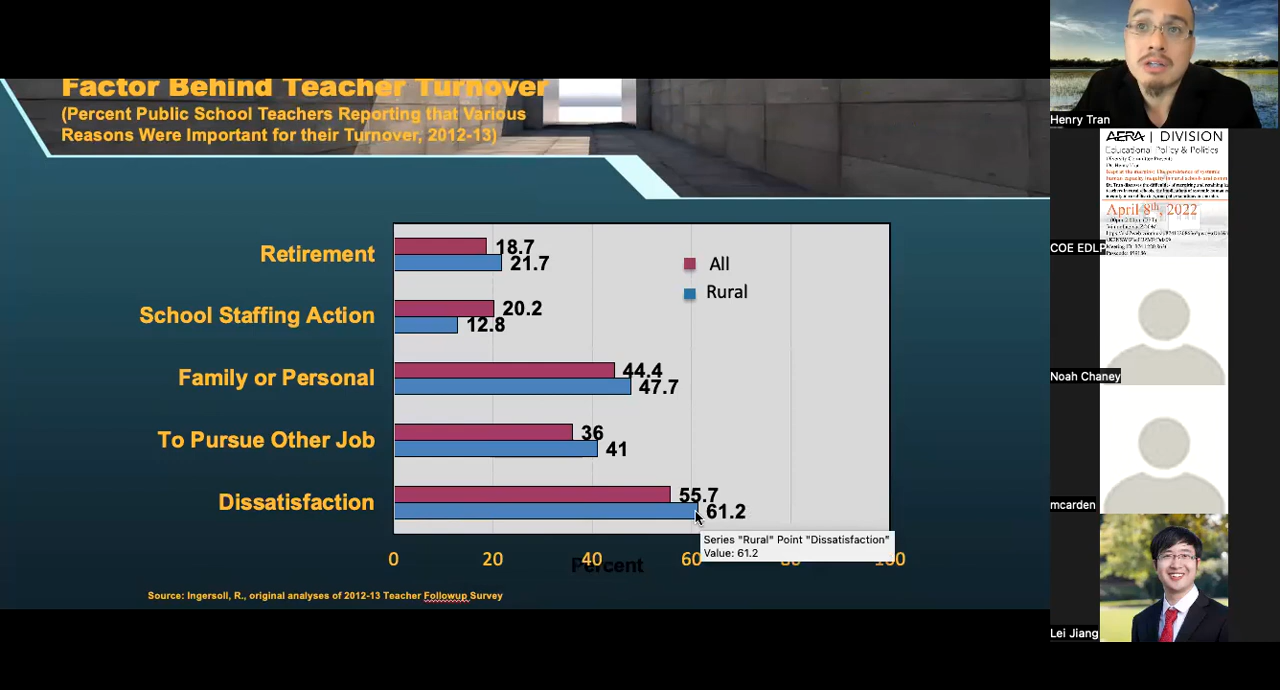 Factor Behind Teacher Turnover
(Percent Public School Teachers Reporting that Various
Reasons Were Important for their Turnover, 2012-13)
Retirement
18.7
21.7
School Staffing Action
20.2
12.8
Family or Personal
44.4
47.7
To Pursue Other Job
36
41
Dissatisfaction
55.7
61.2
All
Rural
Series "Rural" Point "Dissatisfaction"
Value: 61.2
0
20
40
60
80
100
Percent
Source: Ingersoll, R., original analyses of 2012-13 Teacher Followup Survey
Henry Tran
AERA | DIVISION
Educational Policy & Politics
April 8th, 2022
COE EDLP
Noah Chaney
mcarden
Lei Jiang